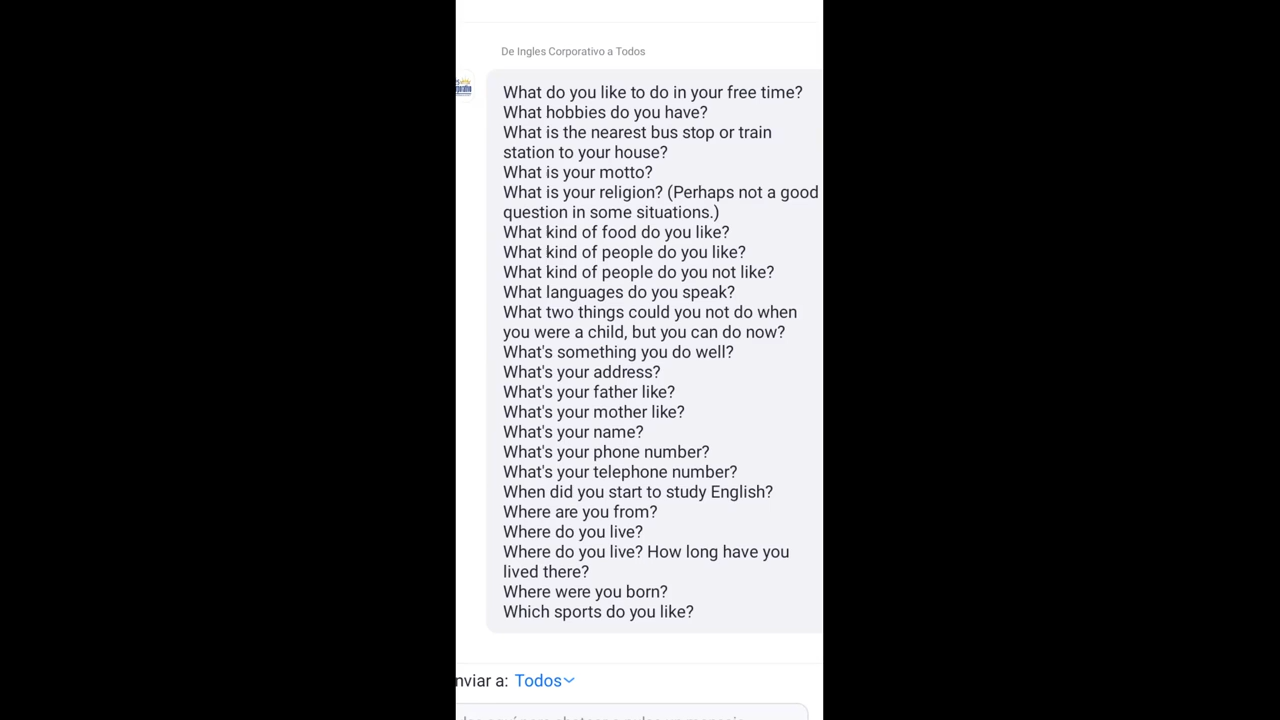 De Ingles Corporativo a Todos
What do you like to do in your free time?
What hobbies do you have?
What is the nearest bus stop or train
station to your house?
What is your motto?
What is your religion? (Perhaps not a good
question in some situations.)
What kind of food do you like?
What kind of people do you like?
What kind of people do you not like?
What languages do you speak?
What two things could you not do when
you were a child, but you can do now?
What's something you do well?
What's your address?
What's your father like?
What's your mother like?
What's your name?
What's your phone number?
What's your telephone number?
When did you start to study English?
Where are you from?
Where do you live?
Where do you live? How long have you
lived there?
Where were you born?
Which sports do you like?
nviar a: Todos